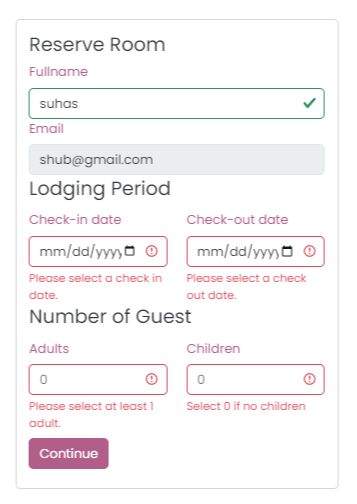 Reserve Room
Fullname
suhas
Email
shub@gmail.com
Lodging Period
Check-in date Check-out date
mm/dd/yyyy mm/dd/yyyy
Please select a check in Please select a check
date. out date.
Number of Guest
Adults Children
0 0
Please select at least 1 Select 0 if no children
adult.
Continue